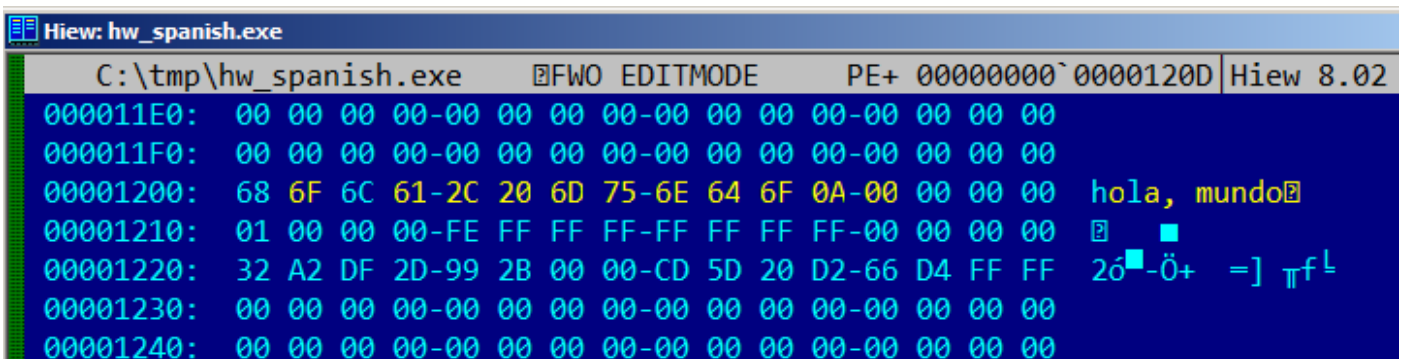 Hiew: hw_spanish.exe
C:\tmp\hw_spanish.exe FWO EDITMODE PE+ 00000000`0000120D|Hiew 8.02
000011E0: 00 00 00 00-00 00 00 00-00 00 00 00-00 00 00 00
000011F0: 00 00 00 00-00 00 00 00-00 00 00 00-00 00 00 00
00001200: 68 6F 6C 61-2C 20 6D 75-6E 64 6F 0A-00 00 00 00 hola, mundo
00001210: 01 00 00 00-FE FF FF FF-FF FF FF FF-00 00 00 00 ■
00001220: 32 A2 DF 2D-99 2B 00 00-CD 5D 20 D2-66 D4 FF FF 2ó▀-Ö+ =] ╥f╘
00001230: 00 00 00 00-00 00 00 00-00 00 00 00-00 00 00 00
00001240: 00 00 00 00-00 00 00 00-00 00 00 00-00 00 00 00